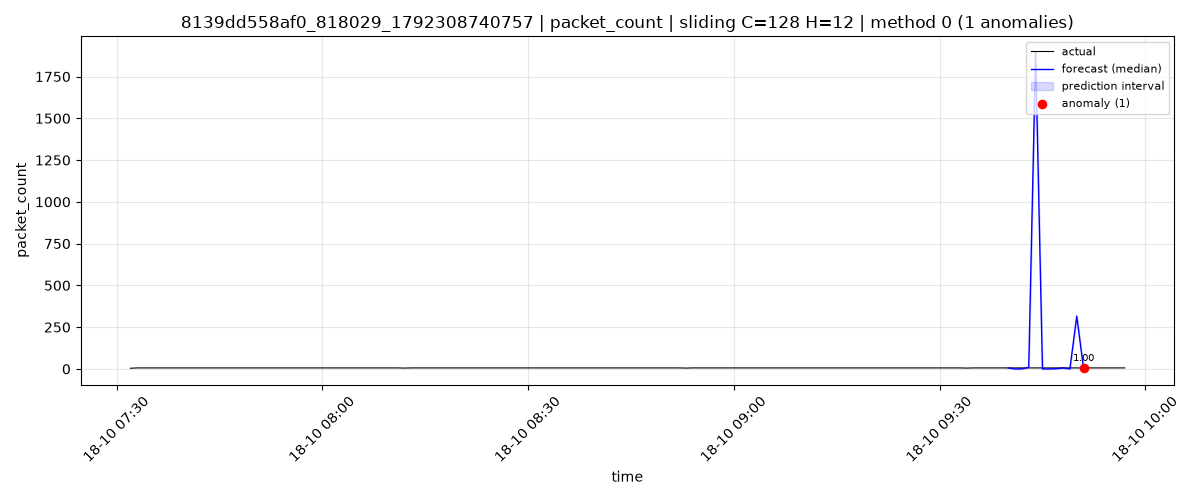 8139dd558af0_818029_1792308740757 | packet_count | sliding C=128 H=12 | method 0 (1 anomalies)
actual
forecast (median)
prediction interval
anomaly (1)
1750
1500
1250
1000
750
500
250
0
packet_count
1.00
18-10 07:30
18-10 08:00
18-10 08:30
18-10 09:00
18-10 09:30
18-10 10:00
time